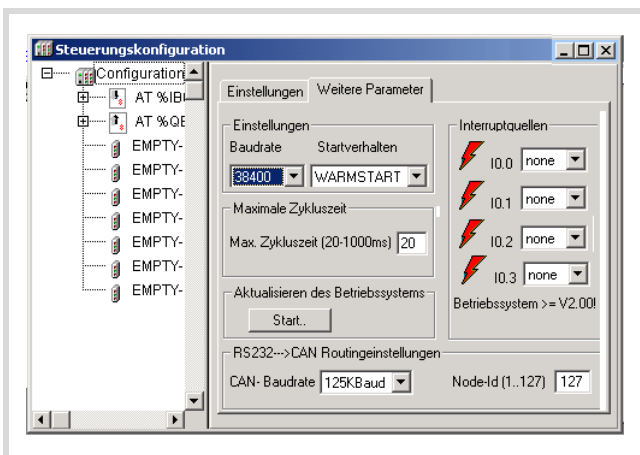 Steuerungskonfiguration
Configuration
AT %IB
AT %QE
EMPTY-
EMPTY-
EMPTY-
EMPTY-
EMPTY-
EMPTY-
EMPTY-
Einstellungen Weitere Parameter
Einstellungen
Baudrate Startverhalten
38400 WARMSTART
Maximale Zykluszeit
Max. Zykluszeit (20-1000ms) 20
Aktualisieren des Betriebssystems
Start..
Interruptquellen
I0.0 none
I0.1 none
I0.2 none
I0.3 none
Betriebssystem >= V2.00!
RS232--->CAN Routingeinstellungen
CAN- Baudrate 125KBaud Node-Id (1..127) 127